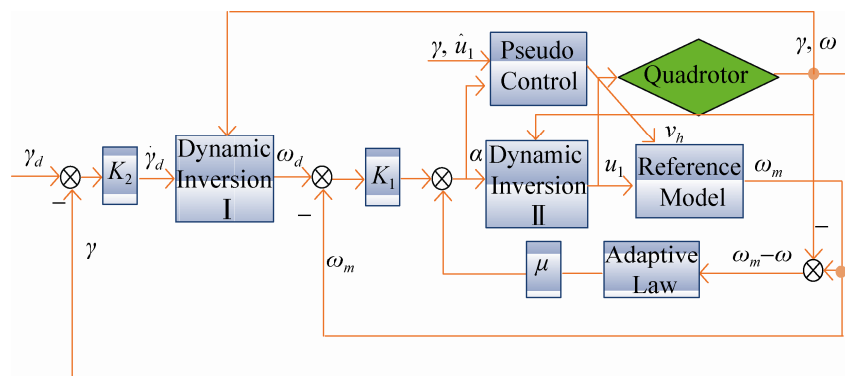 γ, û₁
Pseudo
Control
Quadrotor
γ, ω
γ_d
K₂
γ̇_d
Dynamic
Inversion
Ⅰ
ω_d
K₁
α
Dynamic
Inversion
Ⅱ
u₁
v_h
Reference
Model
ω_m
−
−
−
γ
ω_m
μ
Adaptive
Law
ω_m−ω